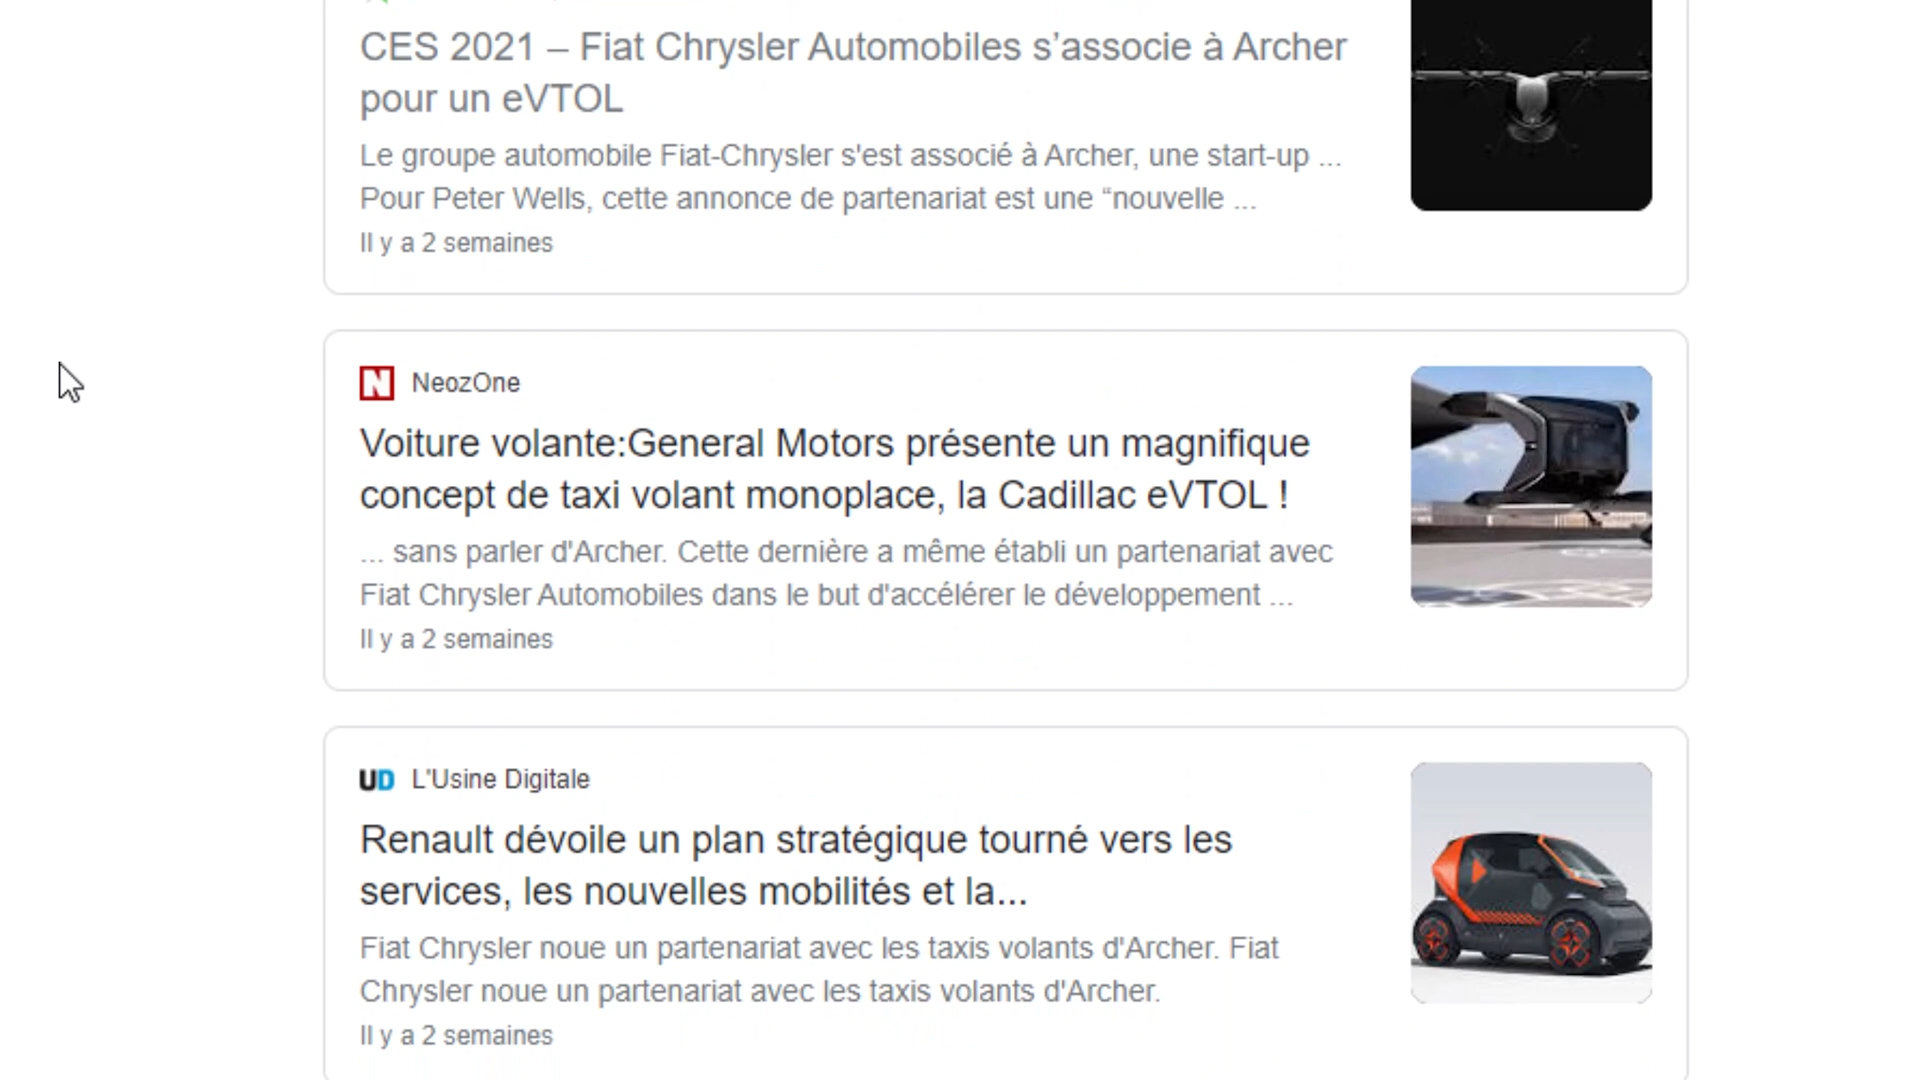 CES 2021 – Fiat Chrysler Automobiles s’associe à Archer
pour un eVTOL
Le groupe automobile Fiat-Chrysler s'est associé à Archer, une start-up ...
Pour Peter Wells, cette annonce de partenariat est une “nouvelle ...
Il y a 2 semaines
N NeozOne
Voiture volante:General Motors présente un magnifique
concept de taxi volant monoplace, la Cadillac eVTOL !
... sans parler d'Archer. Cette dernière a même établi un partenariat avec
Fiat Chrysler Automobiles dans le but d'accélérer le développement ...
Il y a 2 semaines
UD L'Usine Digitale
Renault dévoile un plan stratégique tourné vers les
services, les nouvelles mobilités et la...
Fiat Chrysler noue un partenariat avec les taxis volants d'Archer. Fiat
Chrysler noue un partenariat avec les taxis volants d'Archer.
Il y a 2 semaines